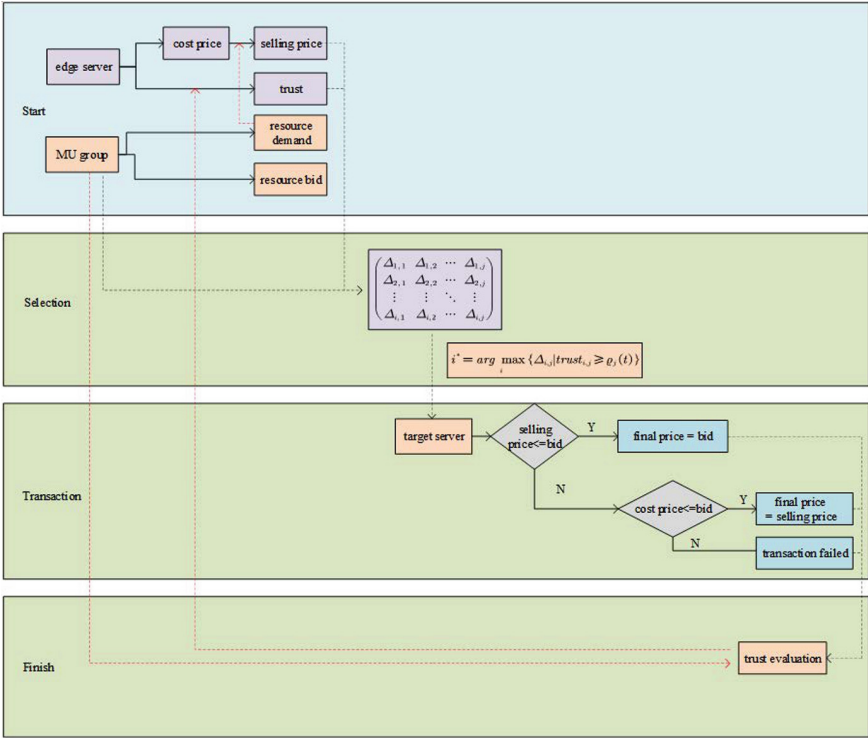 cost price
selling price
edge server
trust
Start
resource
demand
MU group
resource bid
Δ₁,₁ Δ₁,₂ ⋯ Δ₁,ⱼ
Δ₂,₁ Δ₂,₂ ⋯ Δ₂,ⱼ
⋮ ⋮ ⋱ ⋮
Δᵢ,₁ Δᵢ,₂ ⋯ Δᵢ,ⱼ
Selection
i* = arg max {Δᵢ,ⱼ|trustᵢ,ⱼ ⩾ ϱⱼ(t)}
i
target server
selling
price<=bid
Y
final price = bid
N
Transaction
cost price<=bid
Y
final price
= selling price
N
transaction failed
Finish
trust evaluation